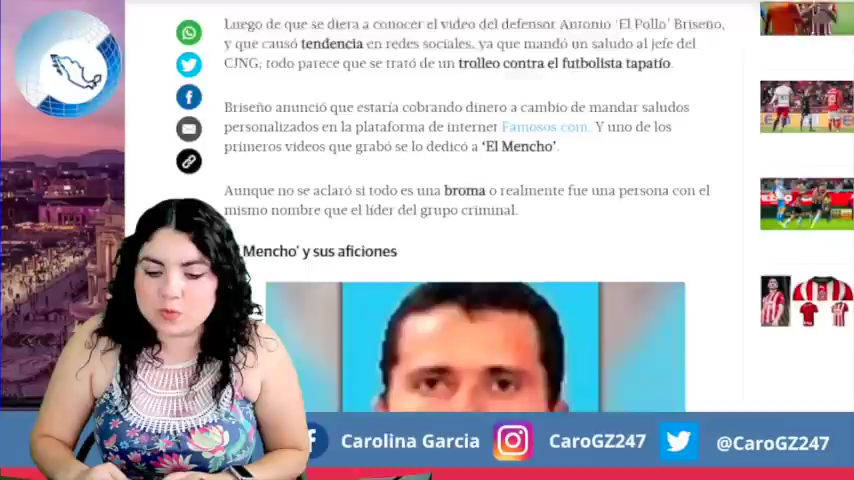 Luego de que se diera a conocer el video del defensor Antonio 'El Pollo' Briseño,
y que causó tendencia en redes sociales, ya que mandó un saludo al jefe del
CJNG; todo parece que se trató de un trolleo contra el futbolista tapatío.
Briseño anunció que estaría cobrando dinero a cambio de mandar saludos
personalizados en la plataforma de internet Famosos.com. Y uno de los
primeros videos que grabó se lo dedicó a 'El Mencho'.
Aunque no se aclaró si todo es una broma o realmente fue una persona con el
mismo nombre que el líder del grupo criminal.
Mencho' y sus aficiones
Carolina Garcia
CaroGZ247
@CaroGZ247